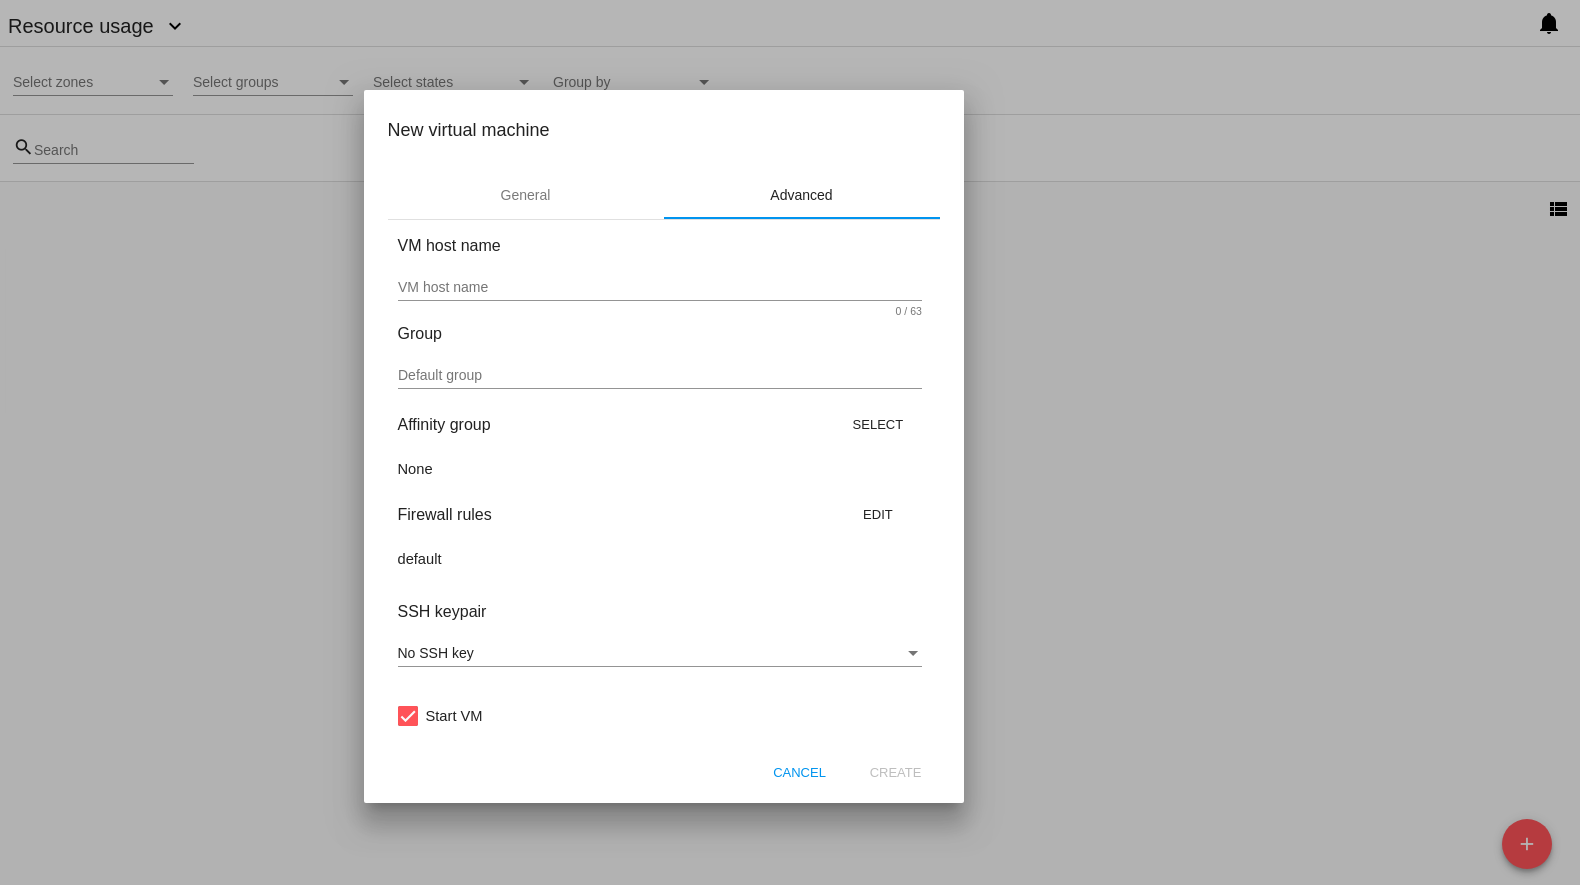 Resource usage
Select zones
Select groups
Select states
Group by
Search
New virtual machine
General
Advanced
VM host name
VM host name
0 / 63
Group
Default group
Affinity group
SELECT
None
Firewall rules
EDIT
default
SSH keypair
No SSH key
Start VM
CANCEL
CREATE